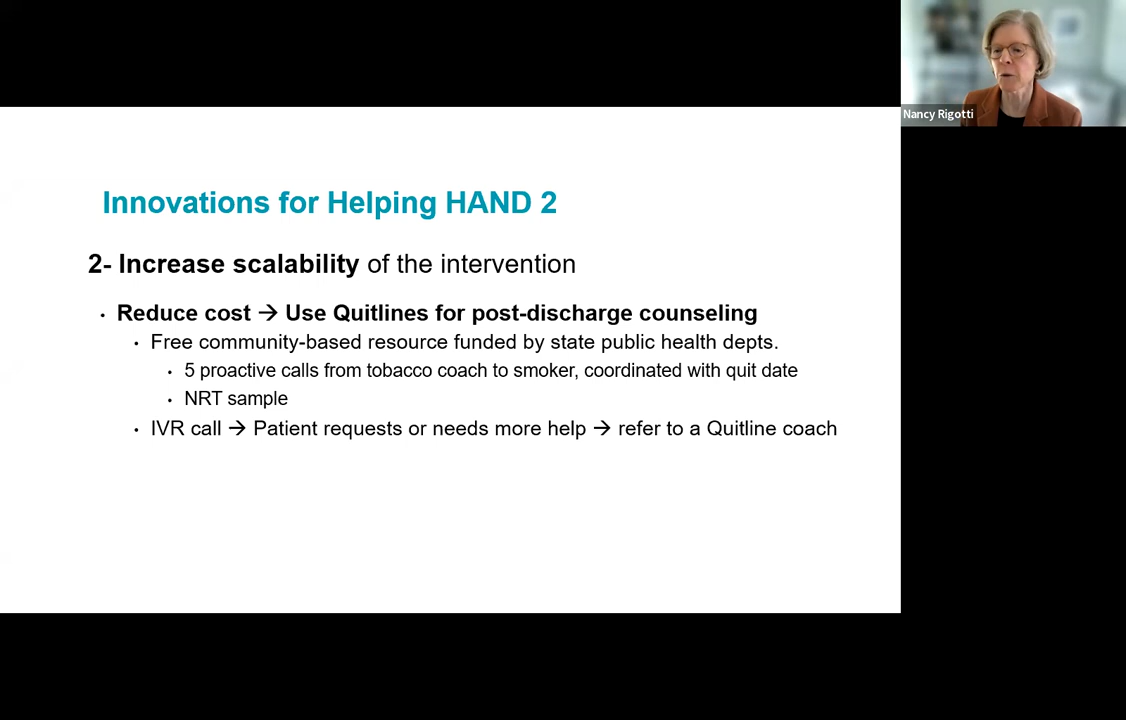 Nancy Rigotti
Innovations for Helping HAND 2
2- Increase scalability of the intervention
• Reduce cost → Use Quitlines for post-discharge counseling
• Free community-based resource funded by state public health depts.
• 5 proactive calls from tobacco coach to smoker, coordinated with quit date
• NRT sample
• IVR call → Patient requests or needs more help → refer to a Quitline coach